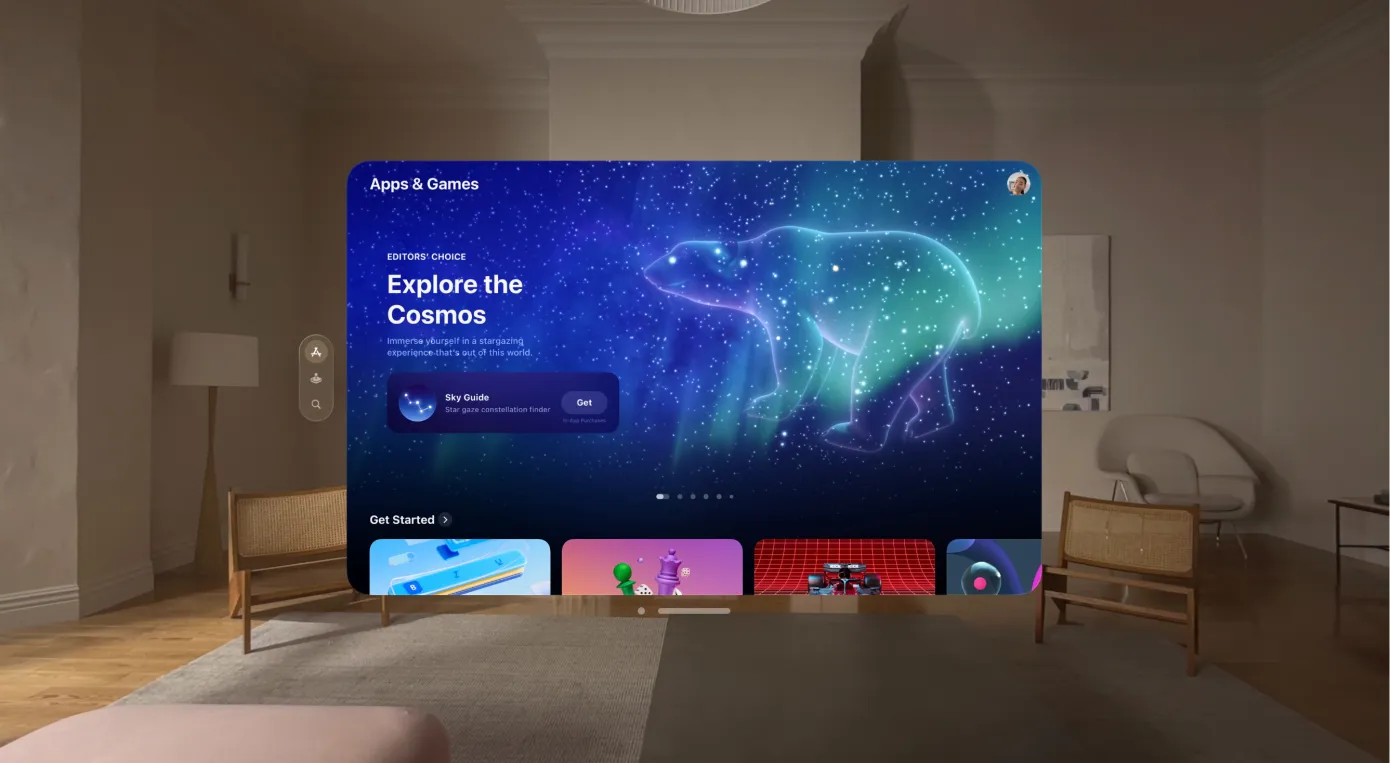 Apps & Games
EDITORS' CHOICE
Explore the
Cosmos
Immerse yourself in a stargazing
experience that's out of this world.
Sky Guide
Star gaze constellation finder
Get
In-App Purchases
Get Started
8